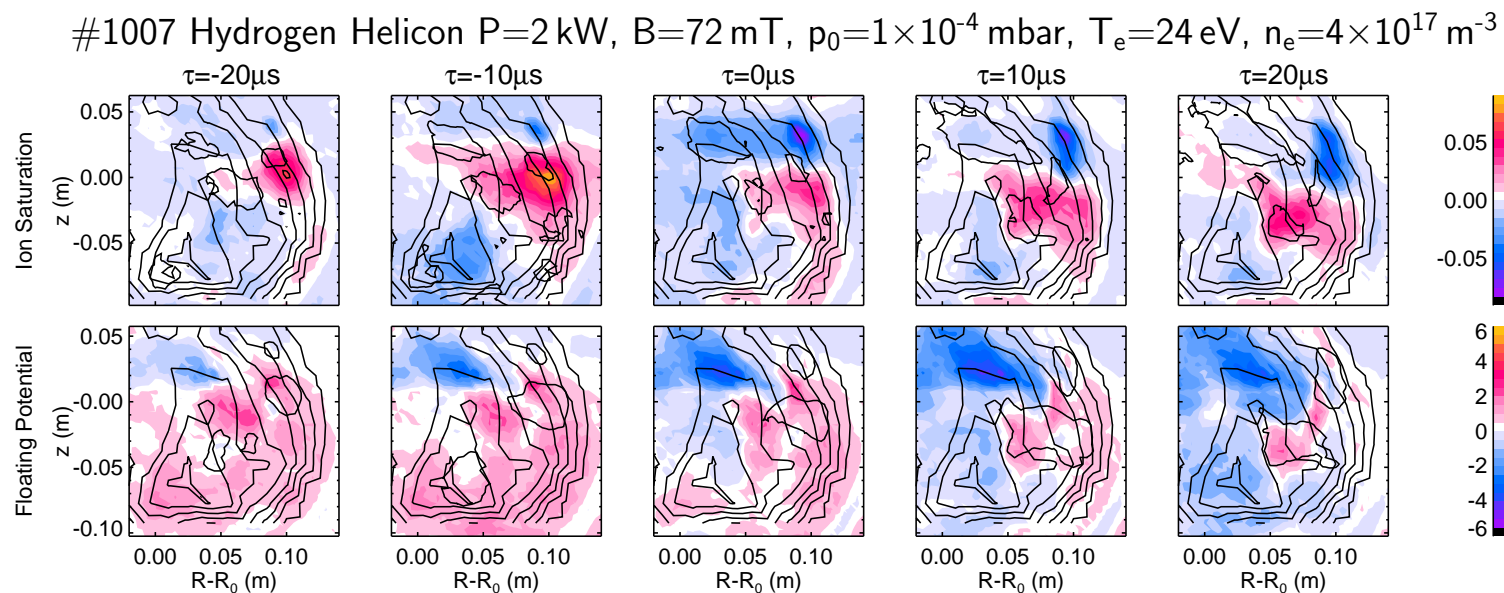 #1007 Hydrogen Helicon P=2 kW, B=72 mT, p₀=1×10⁻⁴ mbar, Tₑ=24 eV, nₑ=4×10¹⁷ m⁻³
τ=-20μs τ=-10μs τ=0μs τ=10μs τ=20μs
Ion Saturation
z (m)
0.05
0.00
-0.05
0.05
0.00
-0.05
Floating Potential
z (m)
0.05
-0.00
-0.05
-0.10
6
4
2
0
-2
-4
-6
0.00 0.05 0.10 0.00 0.05 0.10 0.00 0.05 0.10 0.00 0.05 0.10 0.00 0.05 0.10
R-R₀ (m) R-R₀ (m) R-R₀ (m) R-R₀ (m) R-R₀ (m)